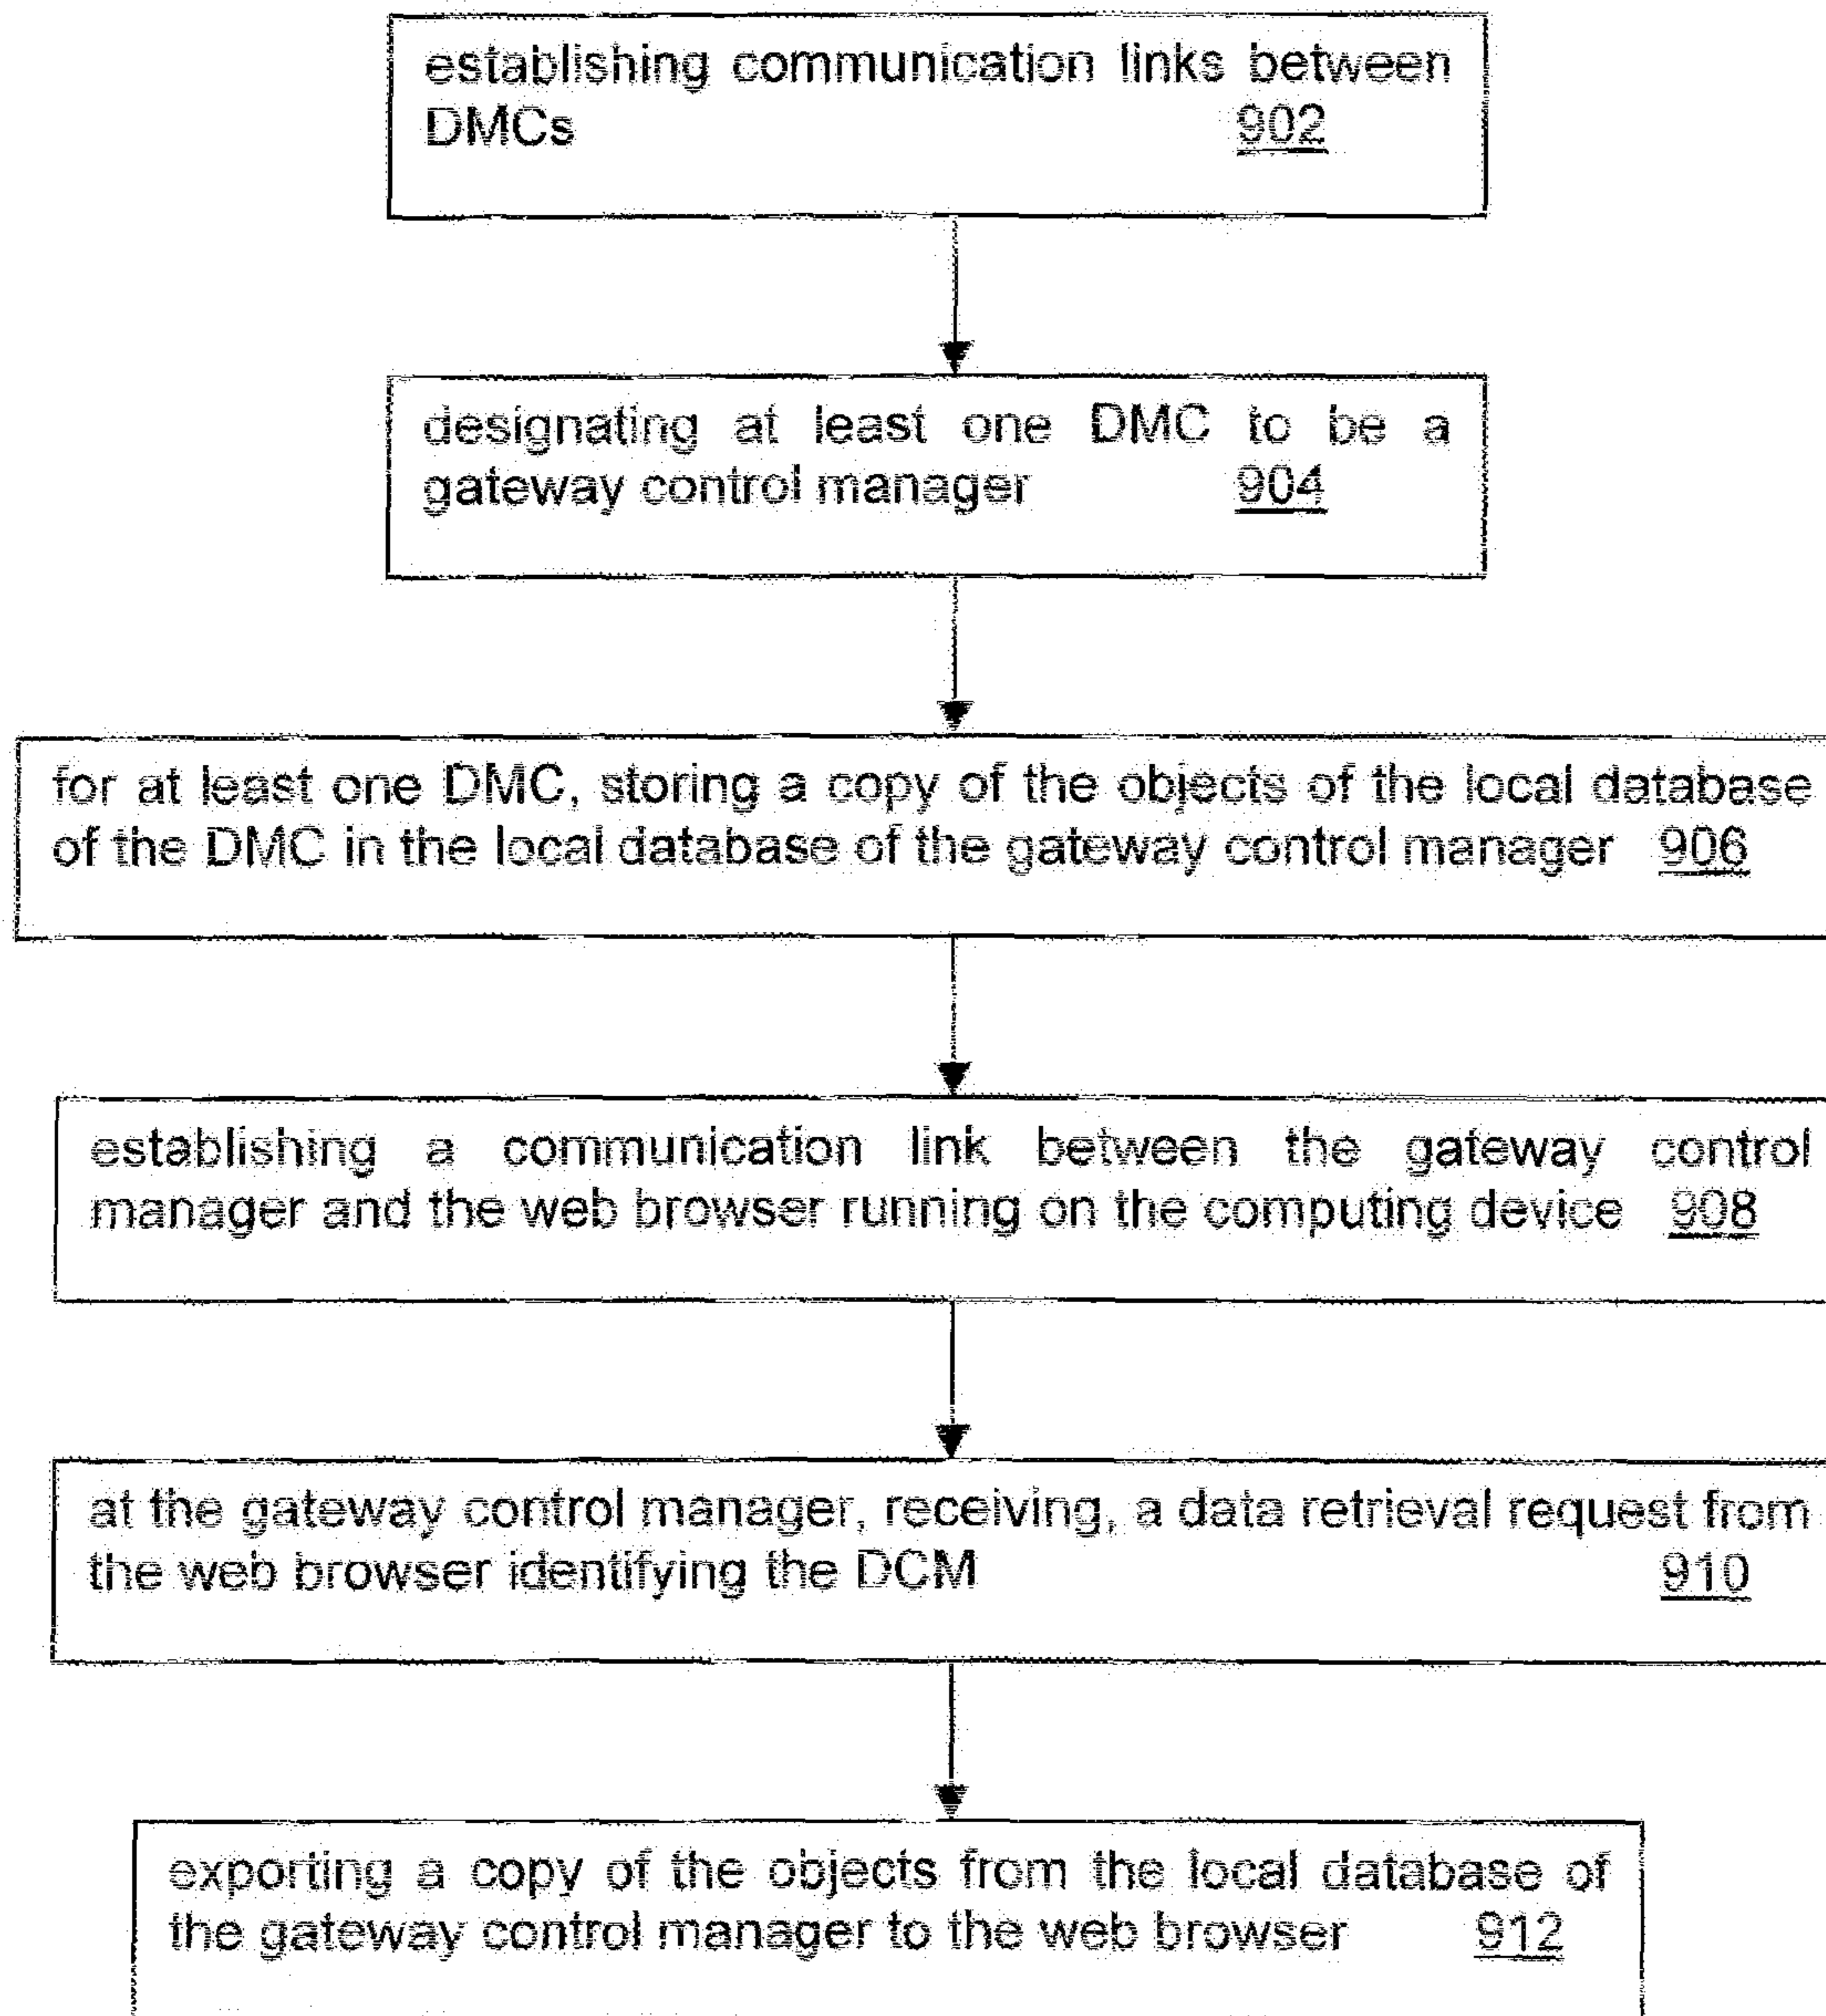 establishing communication links between
DMCs 902
designating at least one DMC to be a
gateway control manager 904
for at least one DMC, storing a copy of the objects of the local database
of the DMC in the local database of the gateway control manager 906
establishing a communication link between the gateway control
manager and the web browser running on the computing device 908
at the gateway control manager, receiving, a data retrieval request from
the web browser identifying the DCM 910
exporting a copy of the objects from the local database of
the gateway control manager to the web browser 912